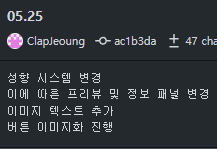 05.25
ClapJeoung ac1b3da ± 47 cha
성향 시스템 변경
이에 따른 프리뷰 및 정보 패널 변경
이미지 텍스트 추가
버튼 이미지화 진행